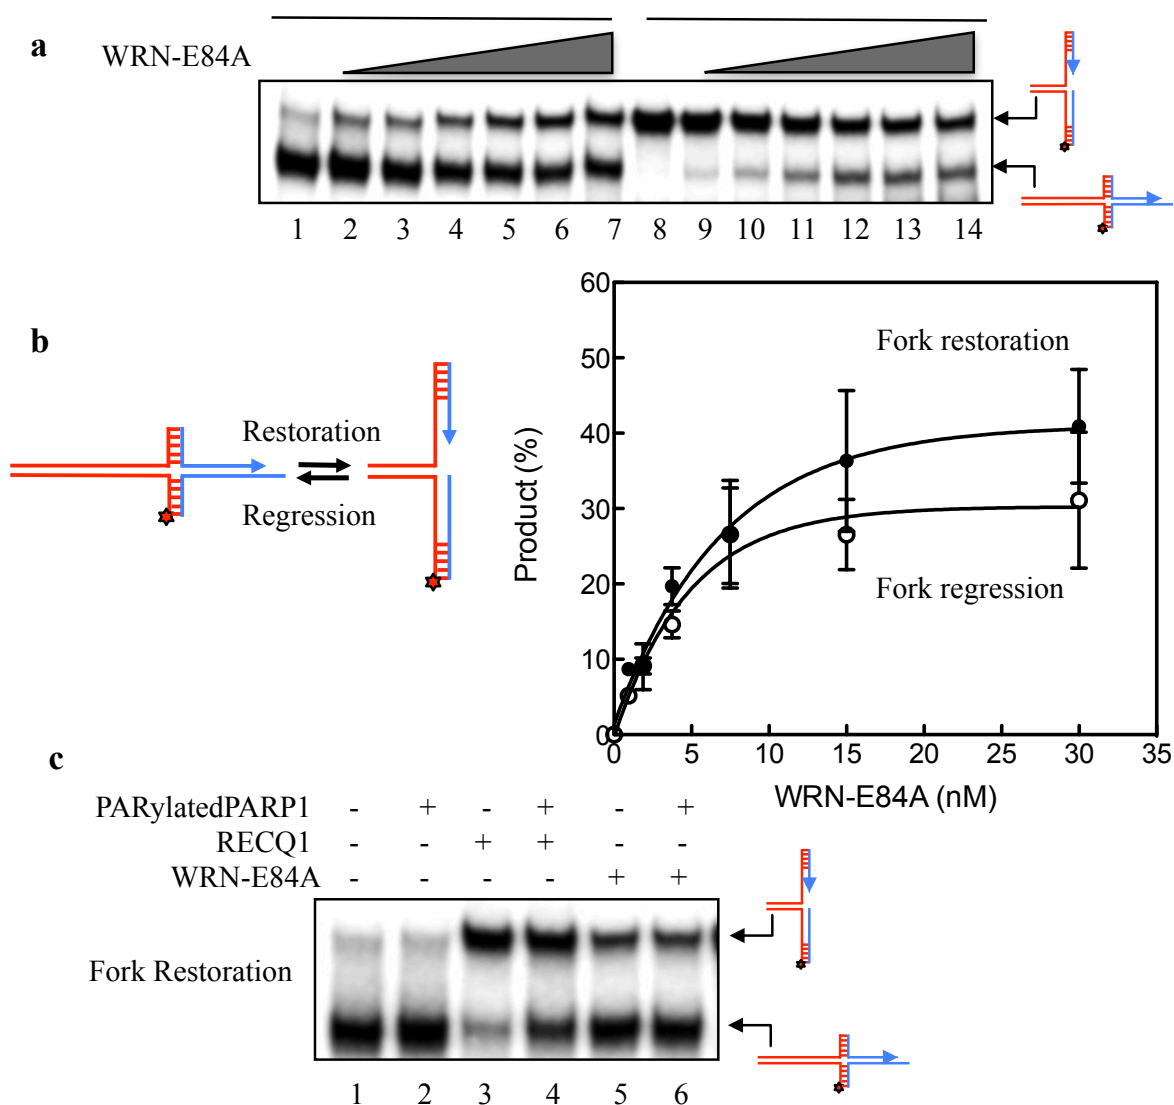 a
WRN-E84A
1 2 3 4 5 6 7 8 9 10 11 12 13 14
b
Restoration
Regression
60
50
40
30
20
10
0
Product (%)
Fork restoration
Fork regression
0 5 10 15 20 25 30 35
WRN-E84A (nM)
c
PARylatedPARP1 - + - + - +
RECQ1 - - + + - -
WRN-E84A - - - - + +
Fork Restoration
1 2 3 4 5 6